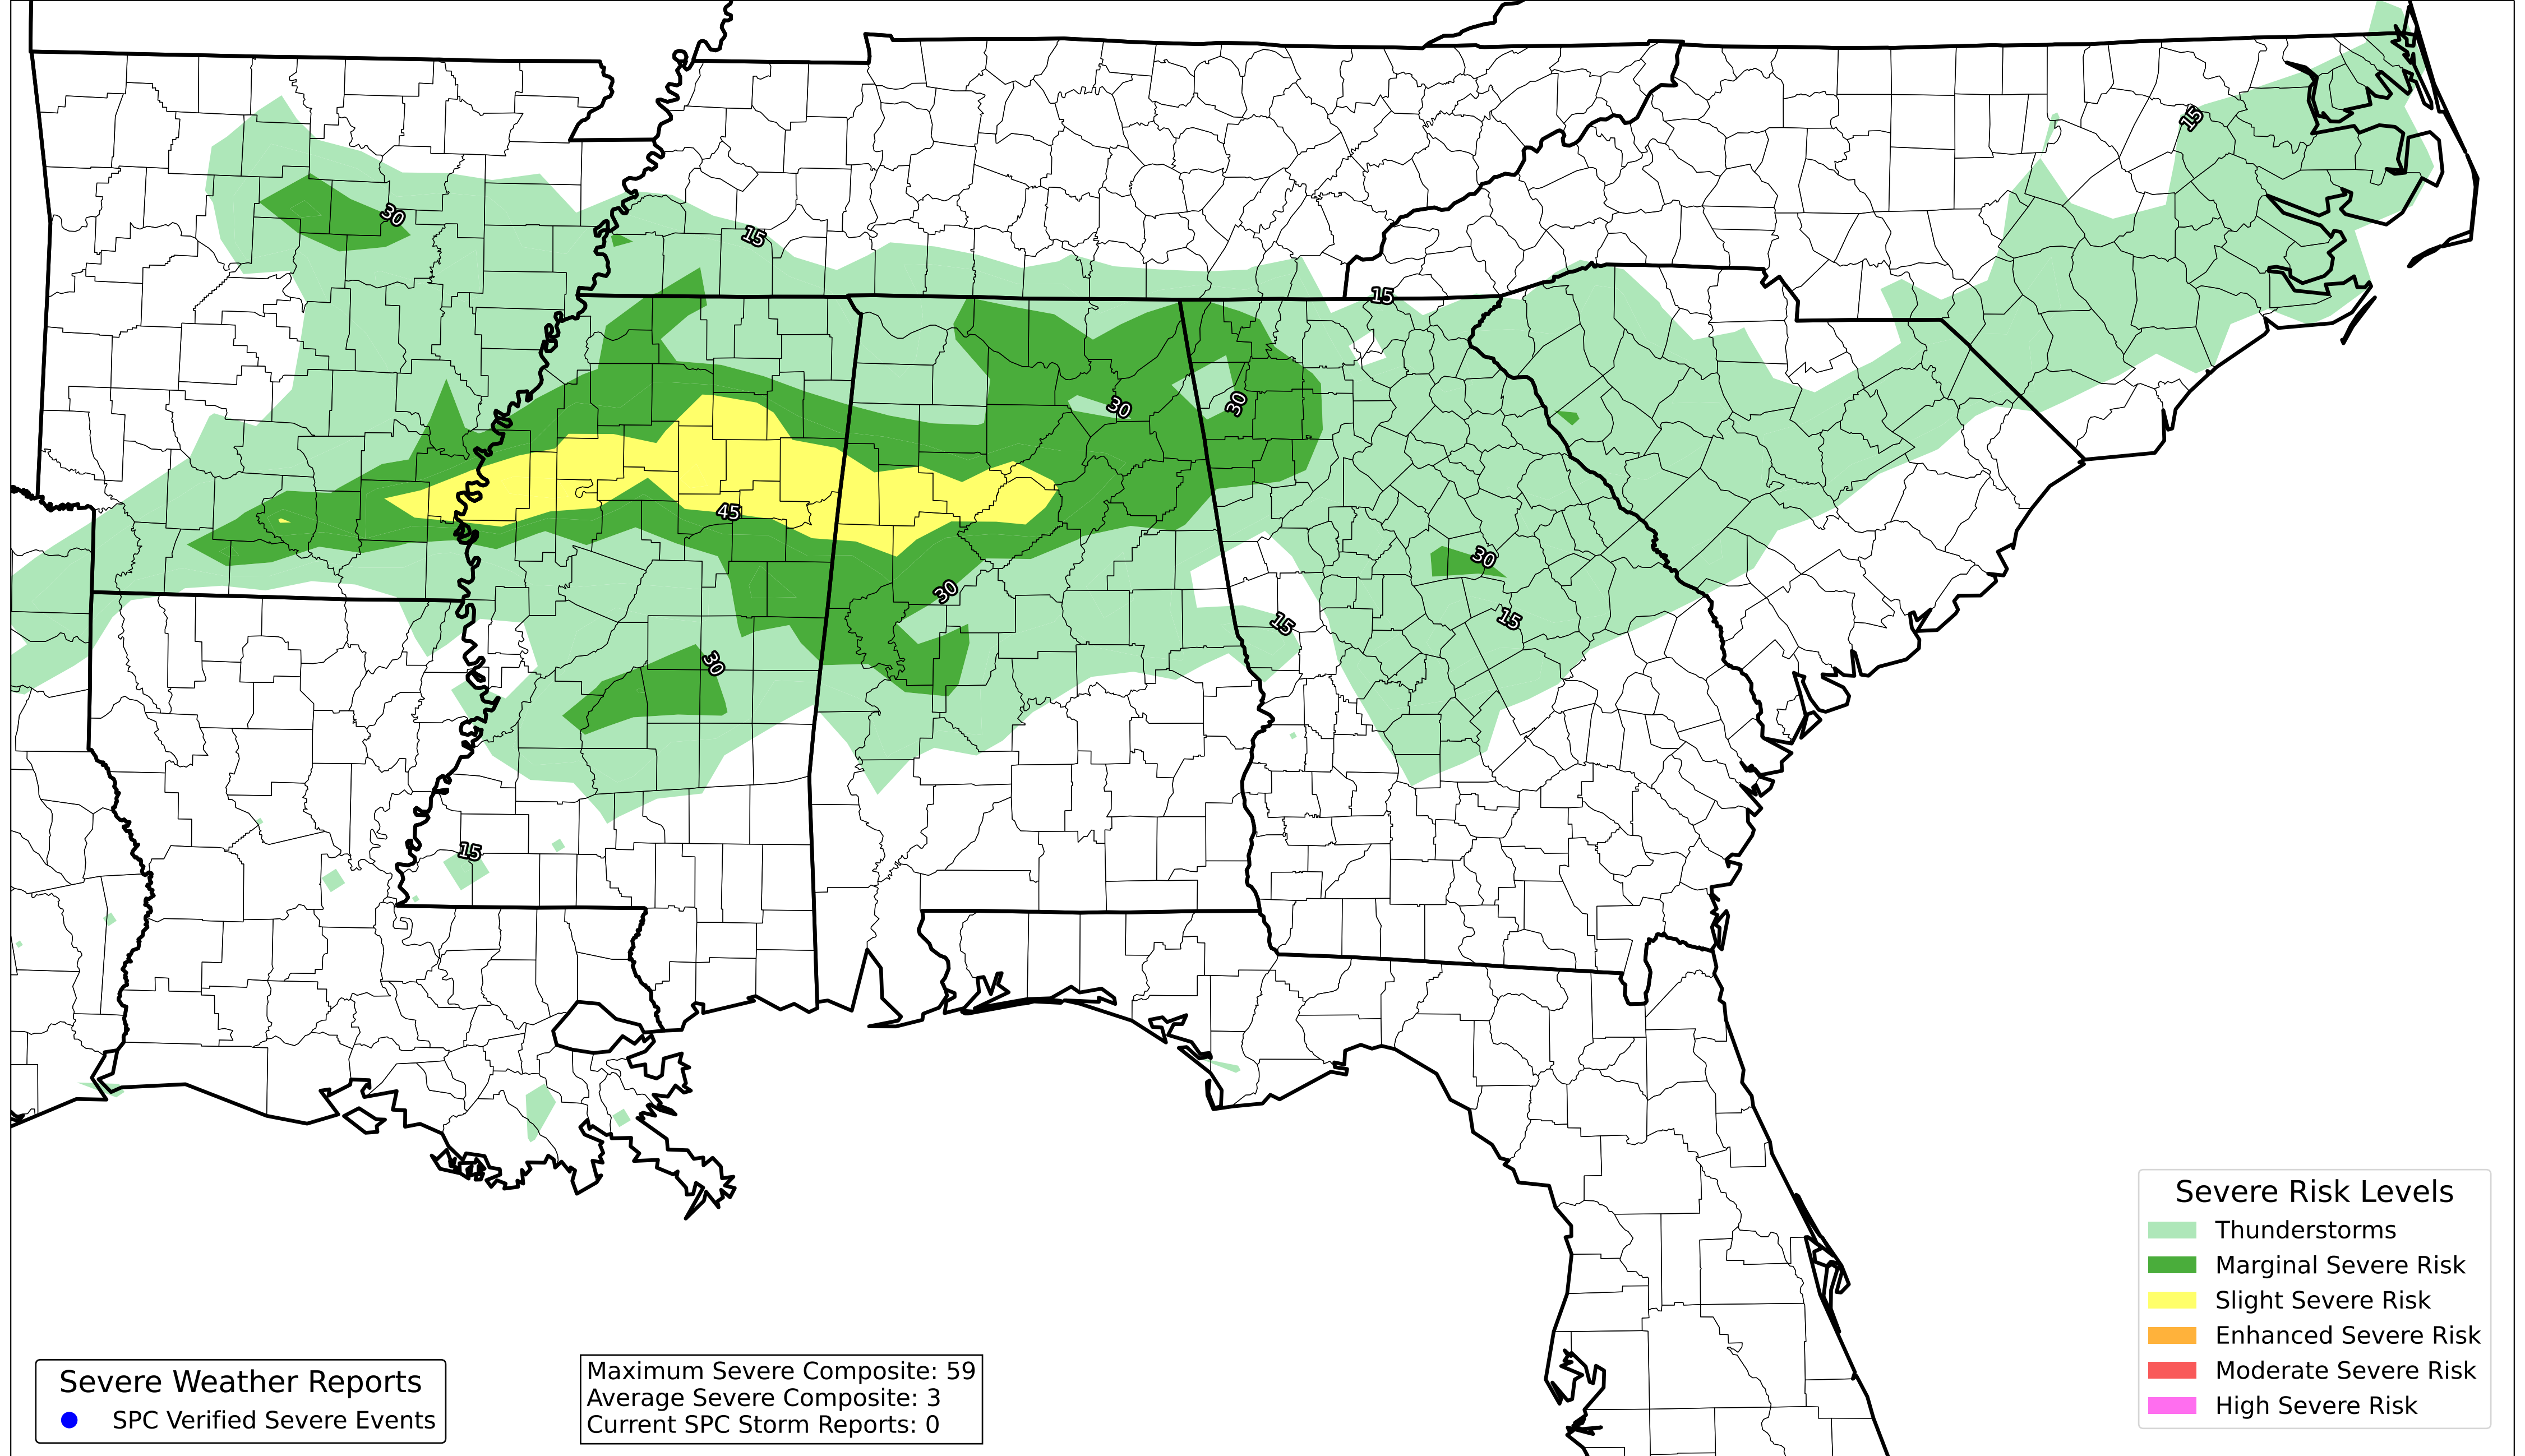 15
30
15
15
30
30
45
30
30
15
15
30
15
Severe Risk Levels
Thunderstorms
Marginal Severe Risk
Slight Severe Risk
Enhanced Severe Risk
Moderate Severe Risk
High Severe Risk
Severe Weather Reports
SPC Verified Severe Events
Maximum Severe Composite: 59
Average Severe Composite: 3
Current SPC Storm Reports: 0